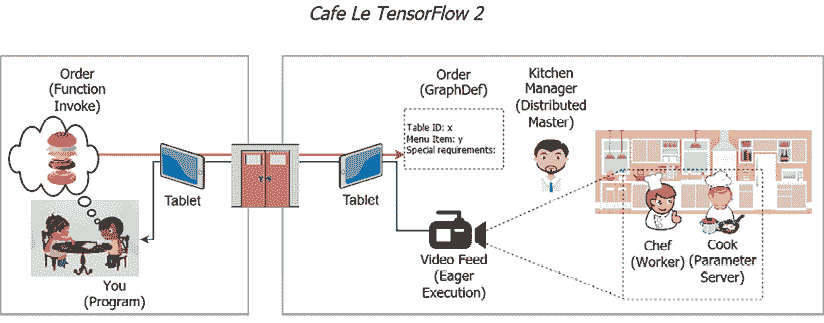 Cafe Le TensorFlow 2
Order
(Function
Invoke)
Tablet
You
(Program)
Tablet
Order
(GraphDef)
Table ID: x
Menu Item: y
Special requirements:
Kitchen
Manager
(Distributed
Master)
Video Feed
(Eager
Execution)
Chef
(Worker)
Cook
(Parameter
Server)